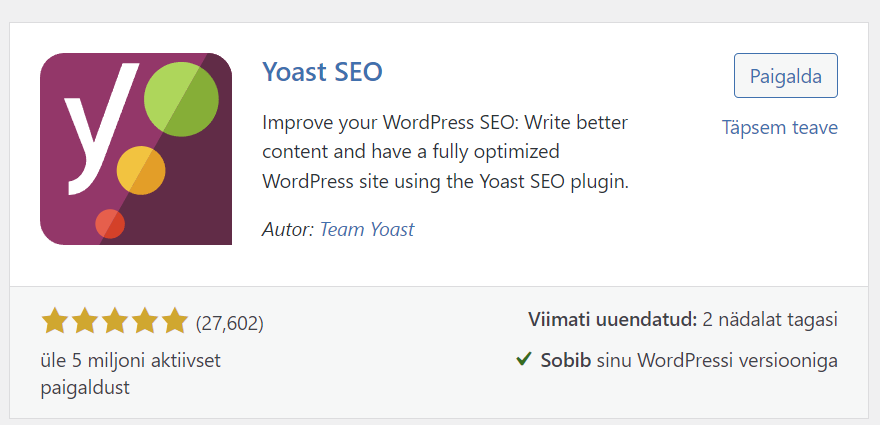 yo
Yoast SEO
Paigalda
Improve your WordPress SEO: Write better
Täpsem teave
content and have a fully optimized
WordPress site using the Yoast SEO plugin.
Autor: Team Yoast
(27,602)
üle 5 miljoni aktiivset
paigaldust
Viimati uuendatud: 2 nädalat tagasi
Sobib sinu WordPressi versiooniga